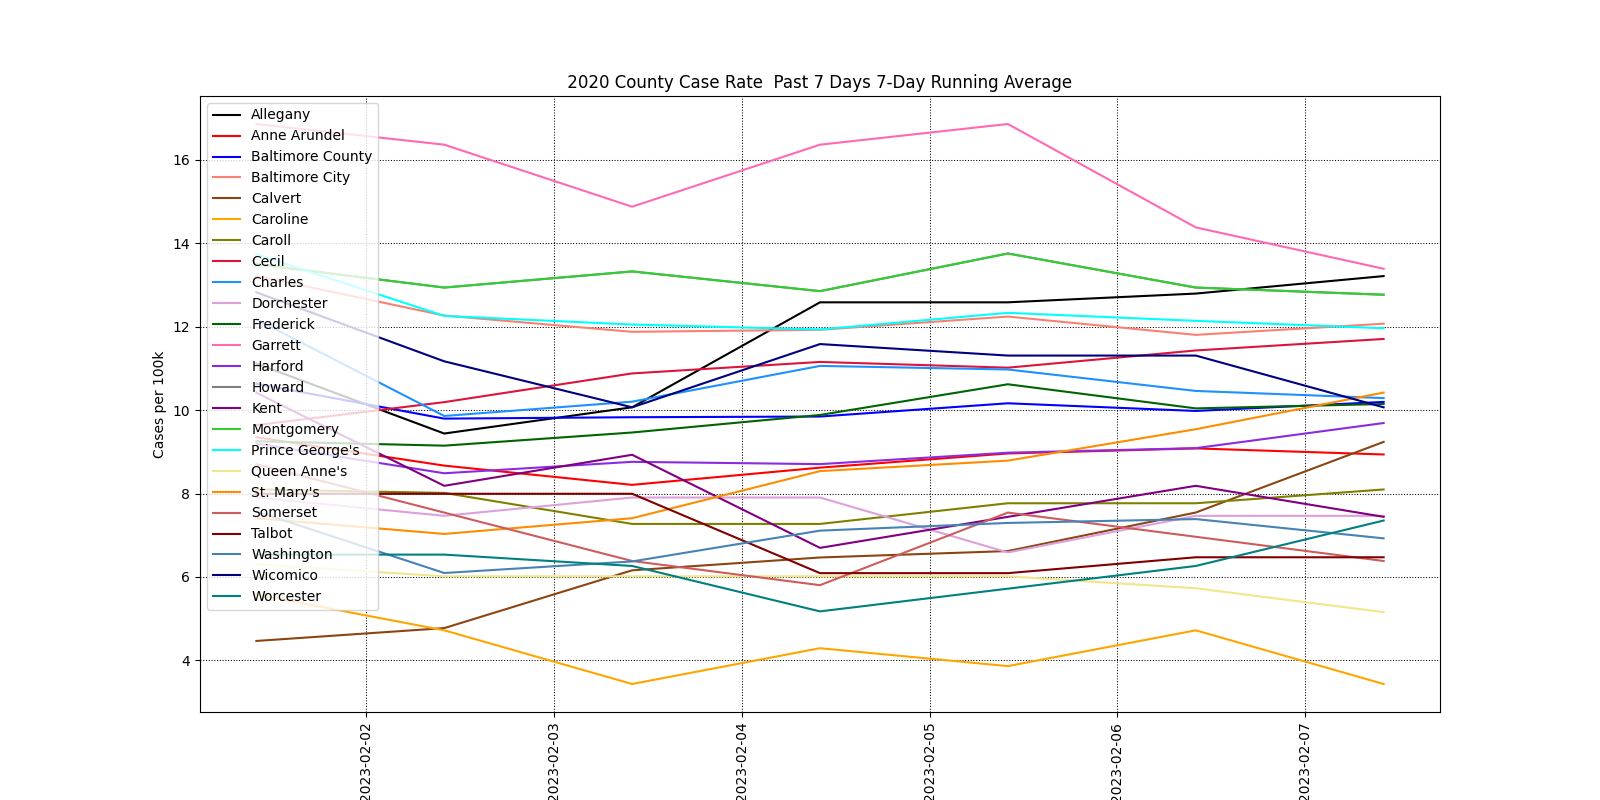 2020 County Case Rate  Past 7 Days 7-Day Running Average
Cases per 100k
16
14
12
10
8
6
4
Allegany
Anne Arundel
Baltimore County
Baltimore City
Calvert
Caroline
Caroll
Cecil
Charles
Dorchester
Frederick
Garrett
Harford
Howard
Kent
Montgomery
Prince George's
Queen Anne's
St. Mary's
Somerset
Talbot
Washington
Wicomico
Worcester
2023-02-02
2023-02-03
2023-02-04
2023-02-05
2023-02-06
2023-02-07